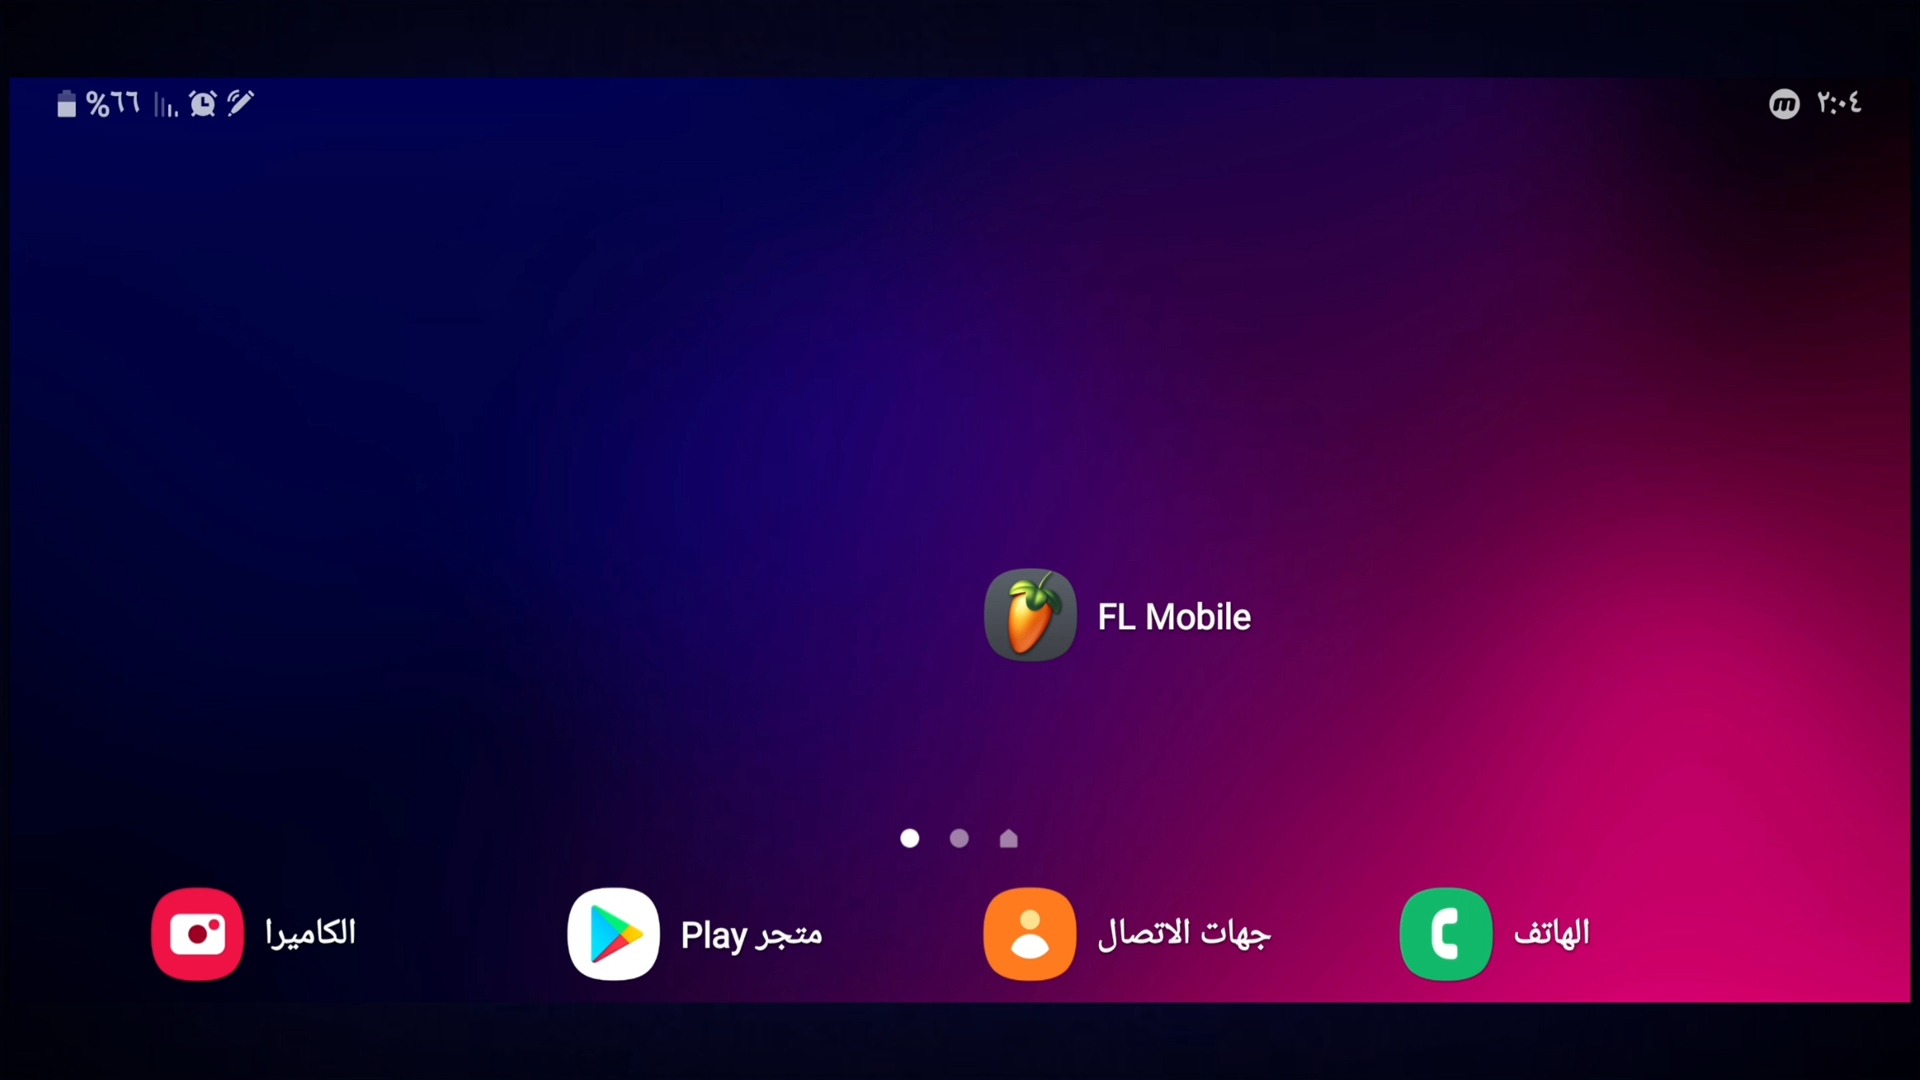 ٢:٠٤
%٦٦
FL Mobile
الهاتف
جهات الاتصال
متجر Play
الكاميرا